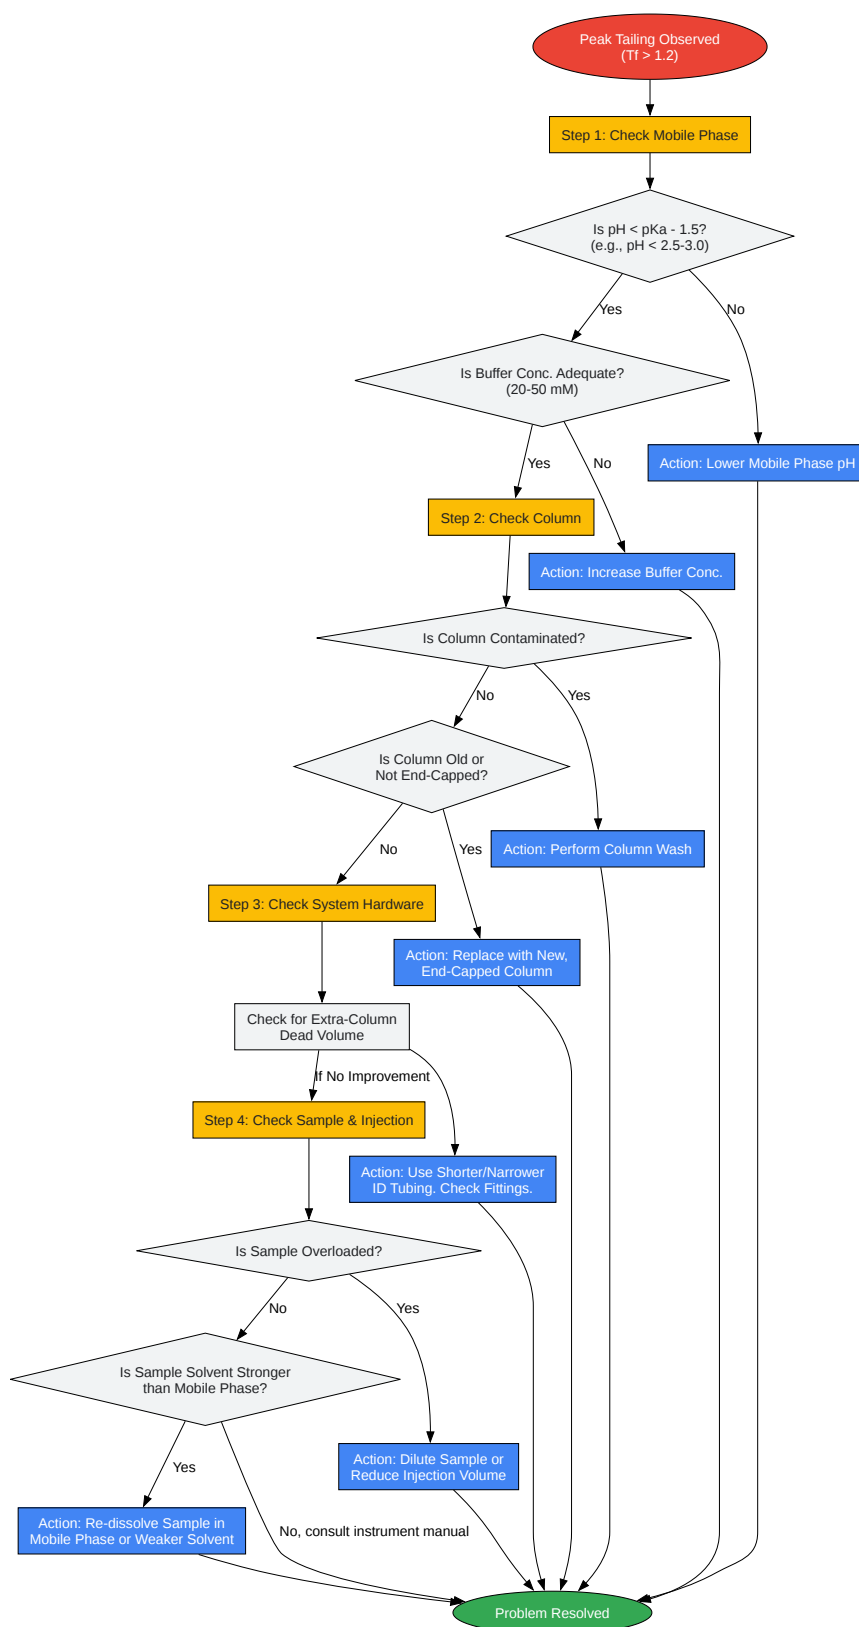 Peak Tailing Observed
(Tf > 1.2)
Step 1: Check Mobile Phase
Is pH < pKa - 1.5?
(e.g., pH < 2.5-3.0)
Yes
No
Is Buffer Conc. Adequate?
(20-50 mM)
Yes
No
Action: Lower Mobile Phase pH
Step 2: Check Column
Action: Increase Buffer Conc.
Is Column Contaminated?
No
Yes
Is Column Old or
Not End-Capped?
No
Yes
Action: Perform Column Wash
Step 3: Check System Hardware
Action: Replace with New,
End-Capped Column
Check for Extra-Column
Dead Volume
If No Improvement
Step 4: Check Sample & Injection
Action: Use Shorter/Narrower
ID Tubing. Check Fittings.
Is Sample Overloaded?
No
Yes
Is Sample Solvent Stronger
than Mobile Phase?
Yes
Action: Dilute Sample or
Reduce Injection Volume
Action: Re-dissolve Sample in
Mobile Phase or Weaker Solvent
No, consult instrument manual
Problem Resolved